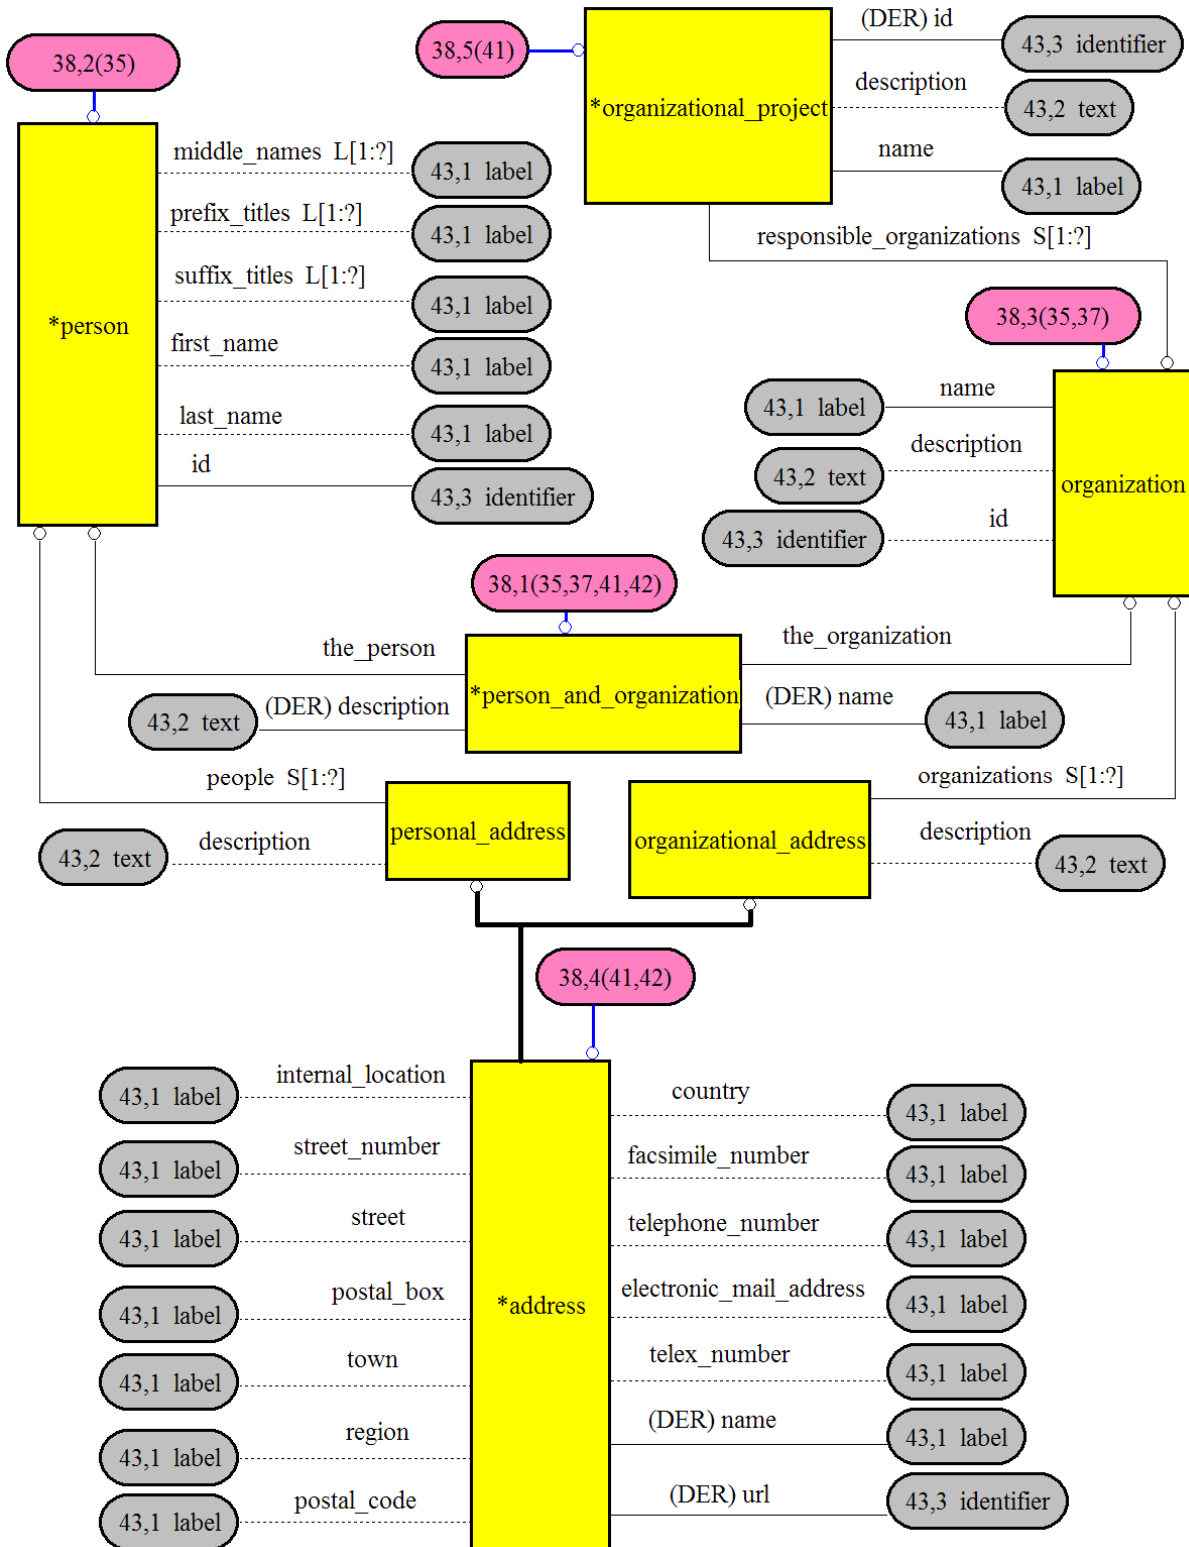 38,2(35)
*person
middle_names L[1:?]
43,1 label
prefix_titles L[1:?]
43,1 label
suffix_titles L[1:?]
43,1 label
first_name
43,1 label
last_name
43,1 label
id
43,3 identifier
38,5(41)
*organizational_project
(DER) id
43,3 identifier
description
43,2 text
name
43,1 label
responsible_organizations S[1:?]
38,3(35,37)
organization
name
43,1 label
description
43,2 text
id
43,3 identifier
38,1(35,37,41,42)
*person_and_organization
the_person
the_organization
(DER) description
43,2 text
(DER) name
43,1 label
people S[1:?]
personal_address
description
43,2 text
organizations S[1:?]
organizational_address
description
43,2 text
38,4(41,42)
*address
internal_location
43,1 label
street_number
43,1 label
street
43,1 label
postal_box
43,1 label
town
43,1 label
region
43,1 label
postal_code
43,1 label
country
43,1 label
facsimile_number
43,1 label
telephone_number
43,1 label
electronic_mail_address
43,1 label
telex_number
43,1 label
(DER) name
43,1 label
(DER) url
43,3 identifier